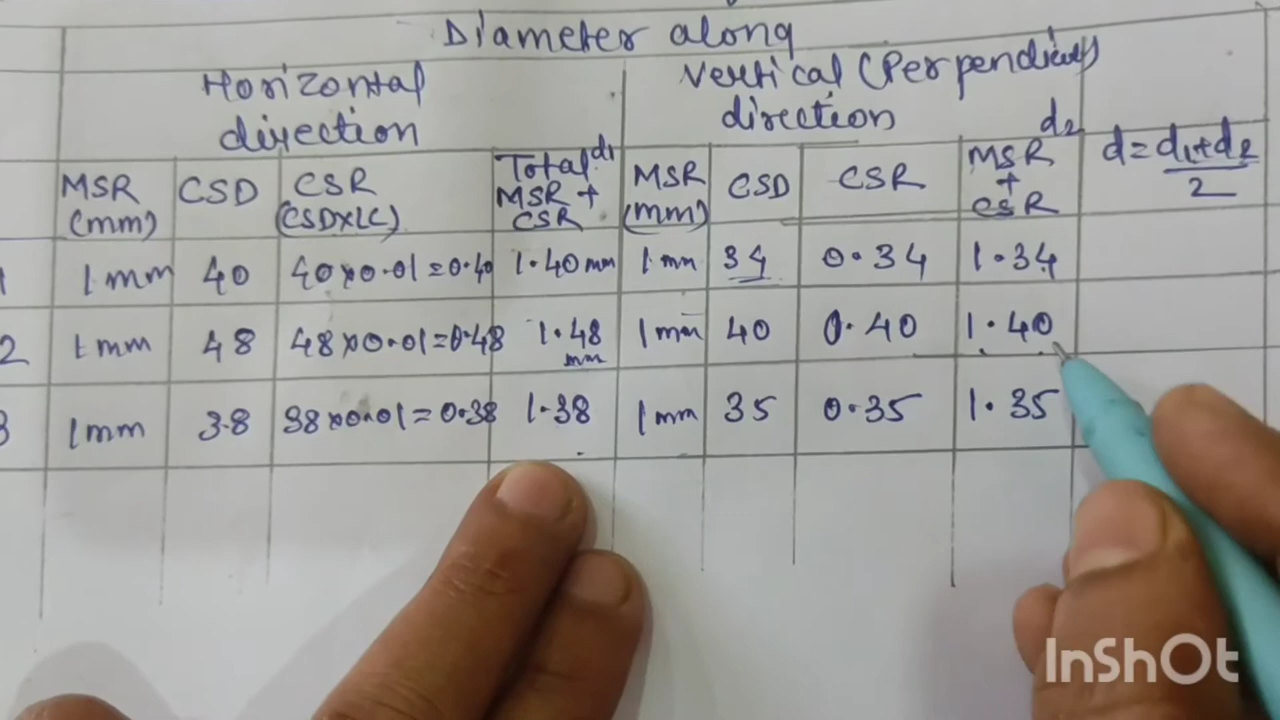 Diameter along
Horizontal direction
Vertical (Perpendicular) direction
MSR (mm) CSD CSR (CSD×LC) Total d1 MSR + CSR MSR (mm) CSD CSR d2 MSR + CSR d = d1+d2 / 2
1 1 mm 40 40×0.01=0.40 1.40 mm 1 mm 34 0.34 1.34
2 1 mm 48 48×0.01=0.48 1.48 mm 1 mm 40 0.40 1.40
3 1 mm 38 38×0.01=0.38 1.38 1 mm 35 0.35 1.35
InShOt